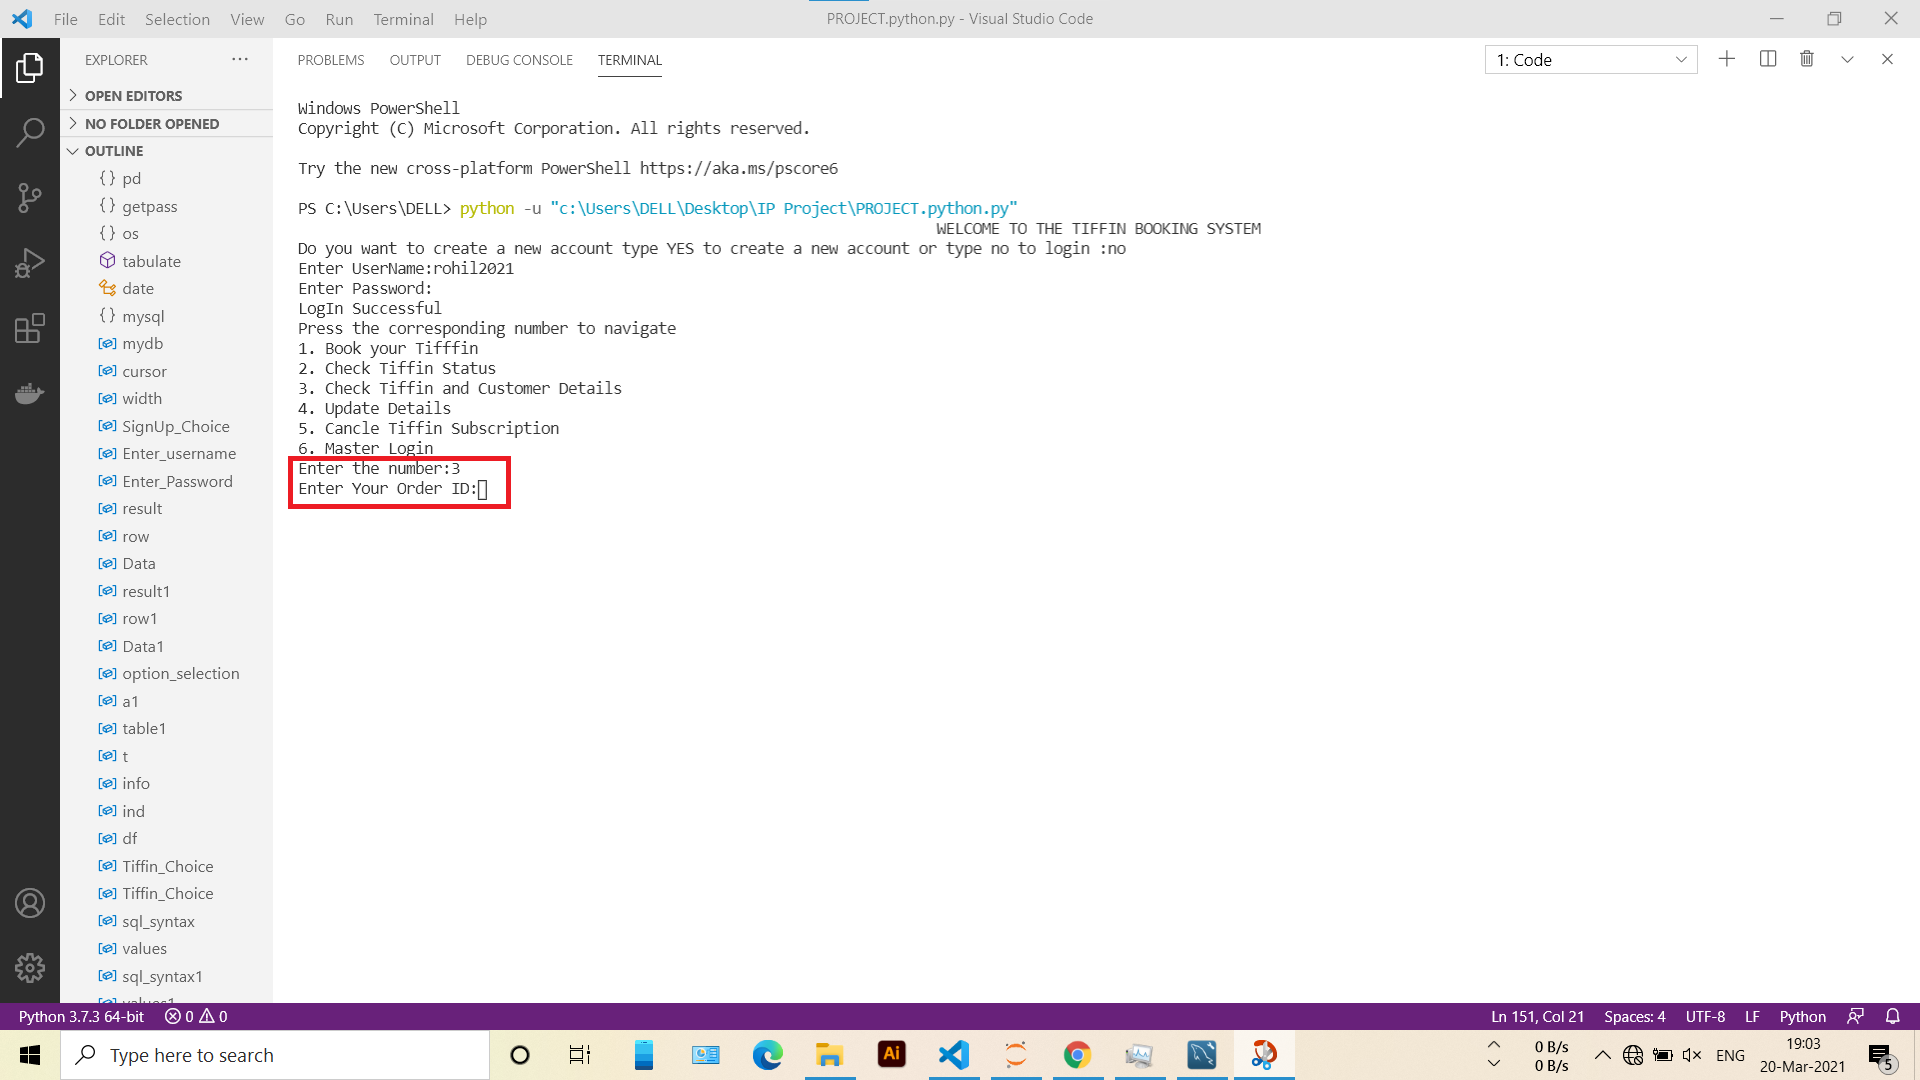 File Edit Selection View Go Run Terminal Help
PROJECT.python.py - Visual Studio Code
EXPLORER
OPEN EDITORS
NO FOLDER OPENED
OUTLINE
pd
getpass
os
tabulate
date
mysql
mydb
cursor
width
SignUp_Choice
Enter_username
Enter_Password
result
row
Data
result1
row1
Data1
option_selection
a1
table1
t
info
ind
df
Tiffin_Choice
Tiffin_Choice
sql_syntax
values
sql_syntax1
values1
PROBLEMS OUTPUT DEBUG CONSOLE TERMINAL
1: Code
Windows PowerShell
Copyright (C) Microsoft Corporation. All rights reserved.
Try the new cross-platform PowerShell https://aka.ms/pscore6
PS C:\Users\DELL> python -u "c:\Users\DELL\Desktop\IP Project\PROJECT.python.py"
WELCOME TO THE TIFFIN BOOKING SYSTEM
Do you want to create a new account type YES to create a new account or type no to login :no
Enter UserName:rohil2021
Enter Password:
LogIn Successful
Press the corresponding number to navigate
1. Book your Tifffin
2. Check Tiffin Status
3. Check Tiffin and Customer Details
4. Update Details
5. Cancle Tiffin Subscription
6. Master Login
Enter the number:3
Enter Your Order ID:
Python 3.7.3 64-bit 0 0
Ln 151, Col 21 Spaces: 4 UTF-8 LF Python
Type here to search
Ai
0 B/s
0 B/s
ENG
19:03
20-Mar-2021
5